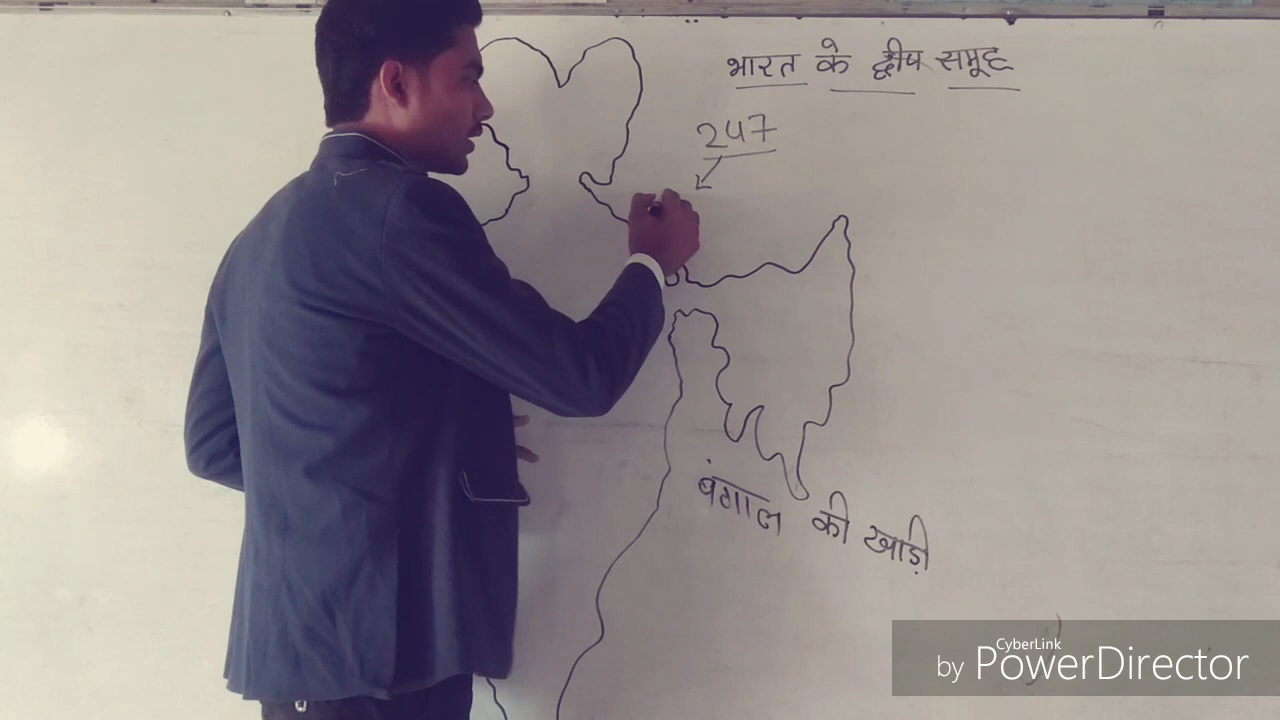 भारत के द्वीप समूह
247
बंगाल की खाड़ी
CyberLink
by PowerDirector